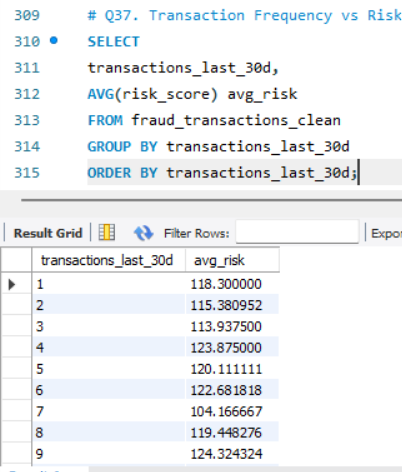 309 # Q37. Transaction Frequency vs Risk
310 SELECT
311 transactions_last_30d,
312 AVG(risk_score) avg_risk
313 FROM fraud_transactions_clean
314 GROUP BY transactions_last_30d
315 ORDER BY transactions_last_30d;
Result Grid Filter Rows: Expor
transactions_last_30d avg_risk
1 118.300000
2 115.380952
3 113.937500
4 123.875000
5 120.111111
6 122.681818
7 104.166667
8 119.448276
9 124.324324